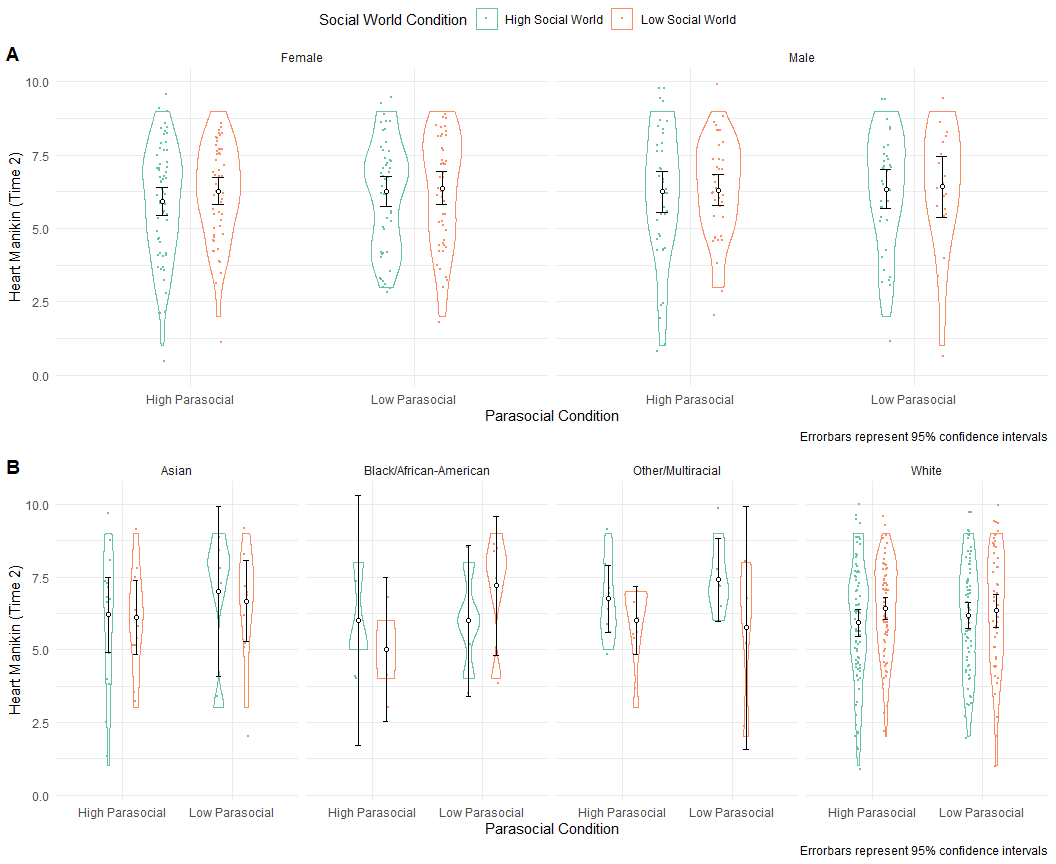 Social World Condition High Social World Low Social World
A
Female Male
10.0
7.5
5.0
2.5
0.0
Heart Manikin (Time 2)
High Parasocial Low Parasocial High Parasocial Low Parasocial
Parasocial Condition
Errorbars represent 95% confidence intervals
B
Asian Black/African-American Other/Multiracial White
10.0
7.5
5.0
2.5
0.0
Heart Manikin (Time 2)
High Parasocial Low Parasocial High Parasocial Low Parasocial High Parasocial Low Parasocial High Parasocial Low Parasocial
Parasocial Condition
Errorbars represent 95% confidence intervals